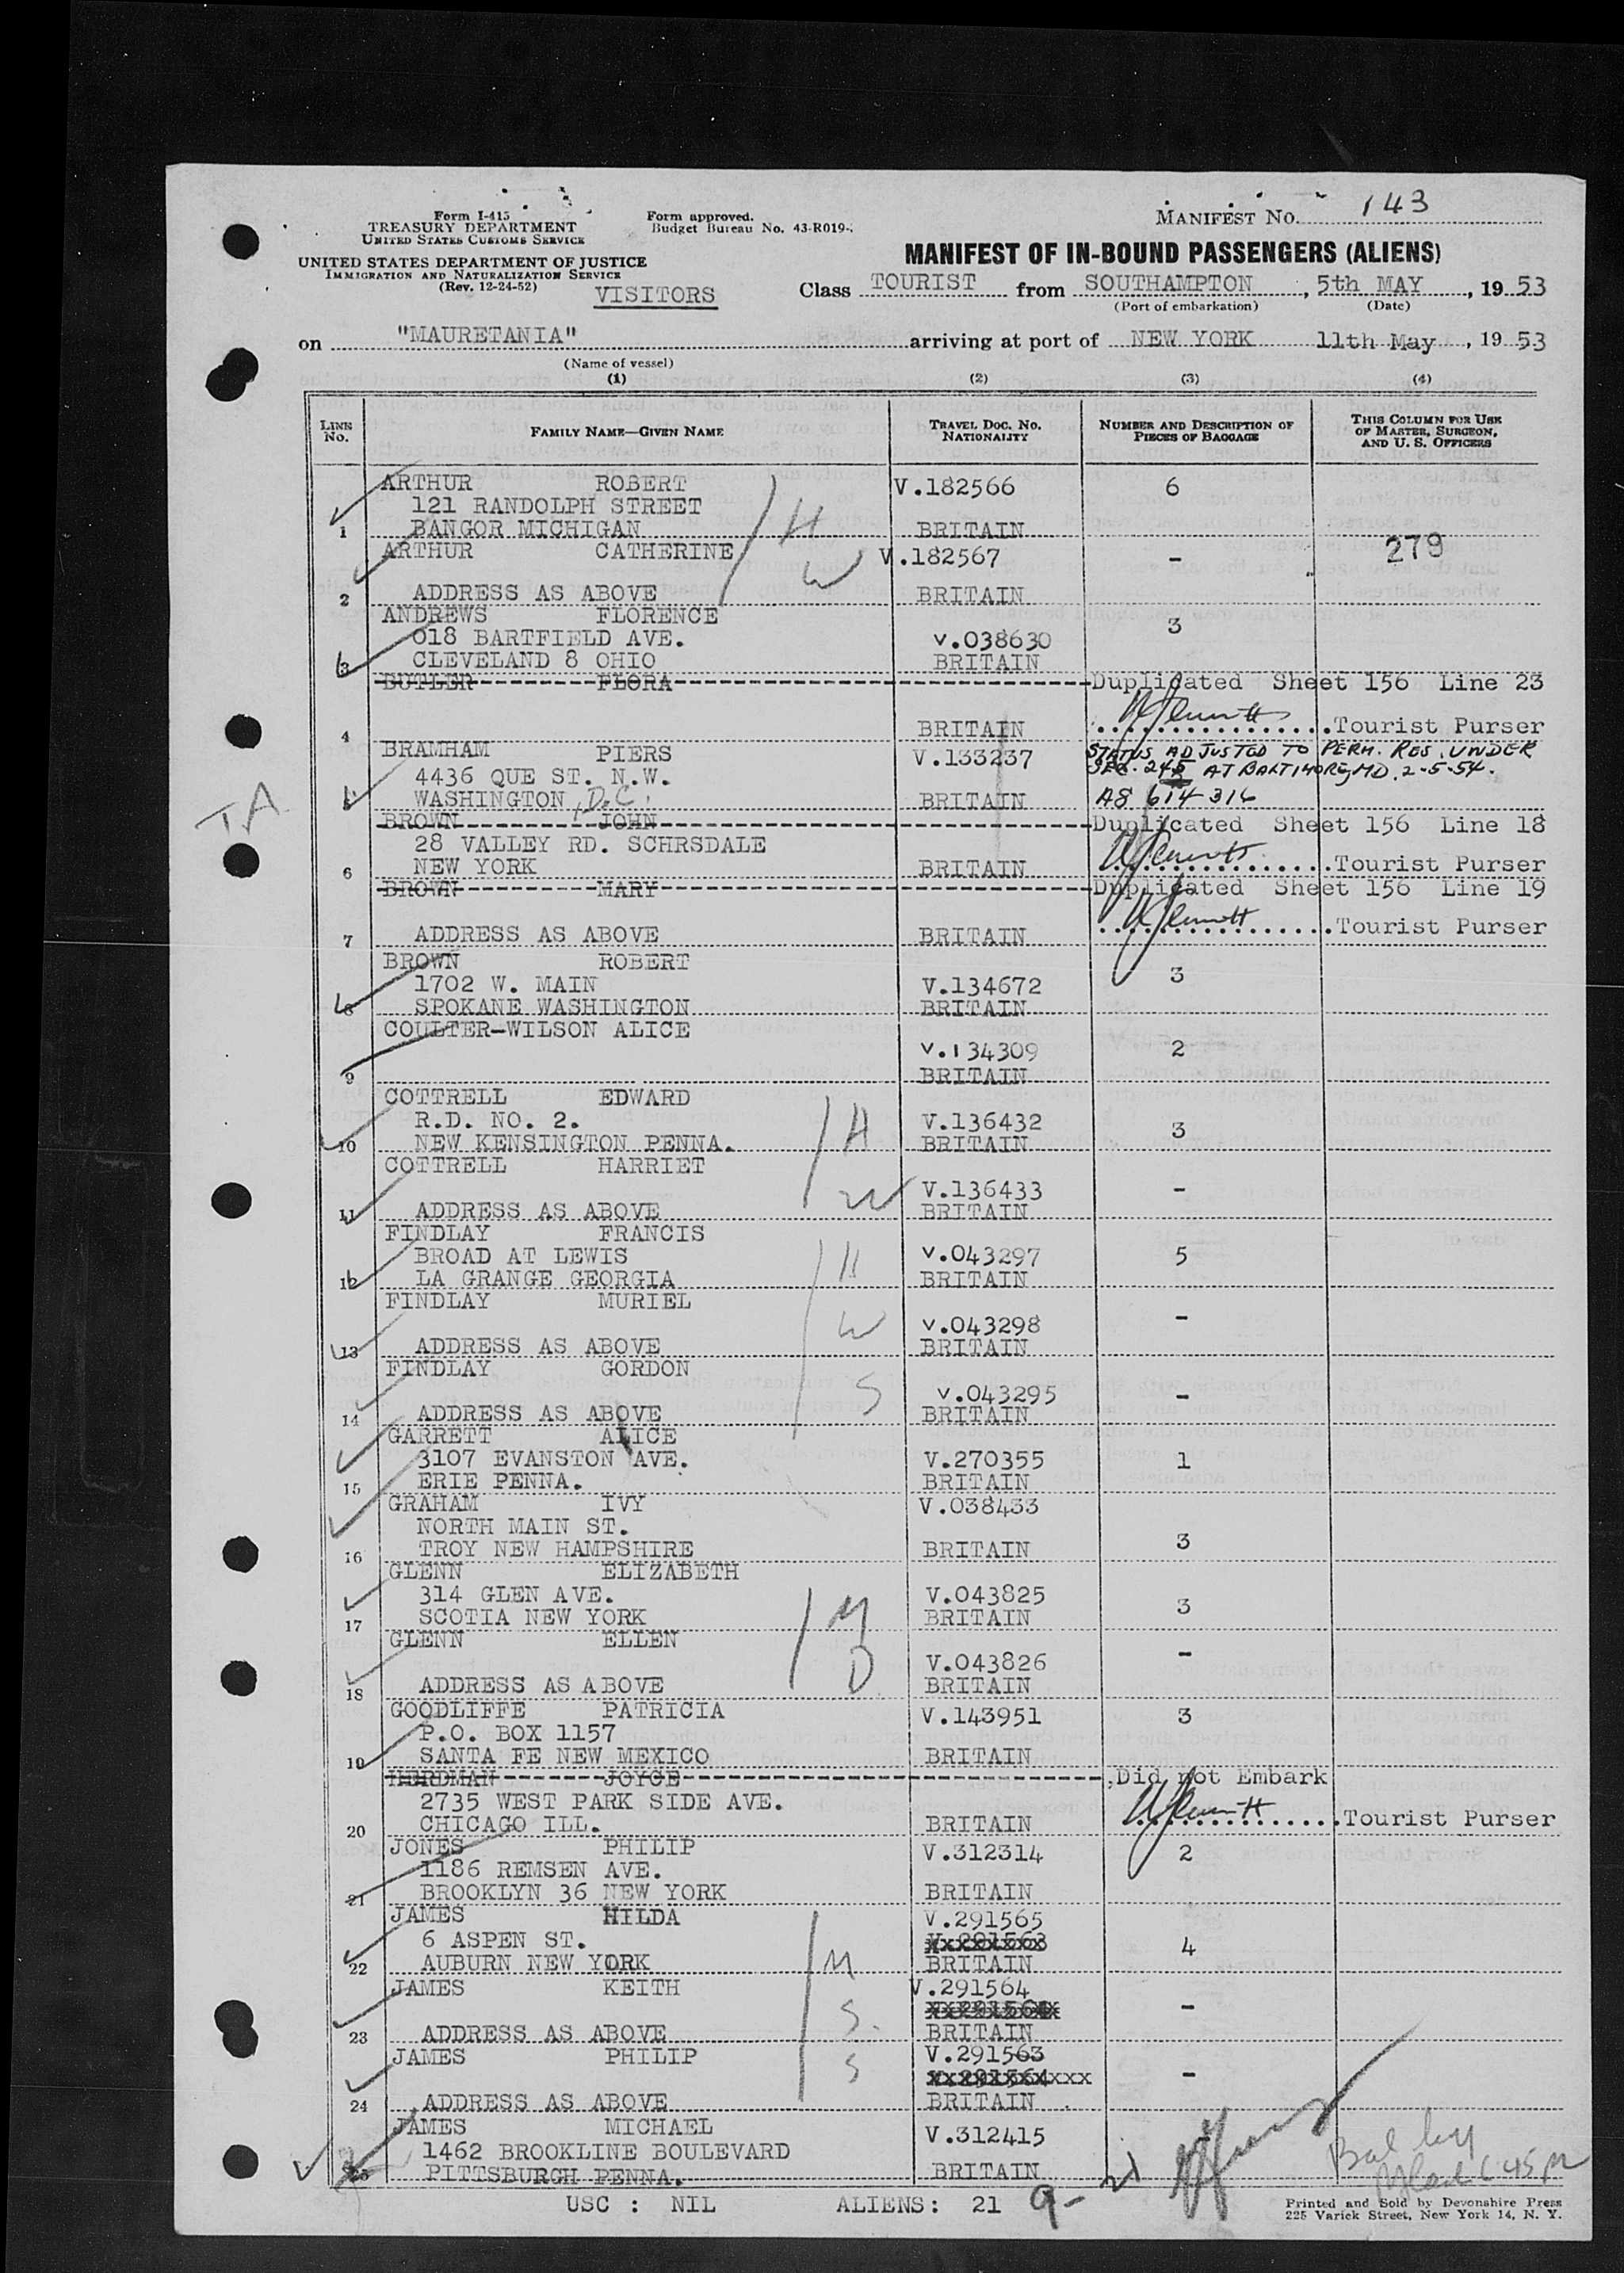 Form I-415
TREASURY DEPARTMENT
UNITED STATES CUSTOMS SERVICE
UNITED STATES DEPARTMENT OF JUSTICE
IMMIGRATION AND NATURALIZATION SERVICE
(Rev. 12-24-52)
Form approved.
Budget Bureau No. 43-R019-
MANIFEST No. 143
MANIFEST OF IN-BOUND PASSENGERS (ALIENS)
VISITORS
Class TOURIST from SOUTHAMPTON, 5th MAY, 1953
(Port of embarkation) (Date)
on "MAURETANIA" arriving at port of NEW YORK 11th May, 1953
(Name of vessel)
(1) (2) (3) (4)
LINE No. FAMILY NAME—GIVEN NAME TRAVEL DOC. NO. NATIONALITY NUMBER AND DESCRIPTION OF PIECES OF BAGGAGE THIS COLUMN FOR USE OF MASTER, SURGEON, AND U. S. OFFICERS
ARTHUR ROBERT V.182566 6
121 RANDOLPH STREET H
1 BANGOR MICHIGAN BRITAIN
ARTHUR CATHERINE V.182567 - 279
W
2 ADDRESS AS ABOVE BRITAIN
ANDREWS FLORENCE 3
018 BARTFIELD AVE. V.038630
3 CLEVELAND 8 OHIO BRITAIN
BUTLER FLORA Duplicated Sheet 156 Line 23
4 BRITAIN Tourist Purser
BRAMHAM PIERS V.133237 STATUS ADJUSTED TO PERM. RES. UNDER
4436 QUE ST. N.W. SEC. 245 AT BALTIMORE, MD. 2-5-54.
5 WASHINGTON, D.C. BRITAIN A8 614 316
TA
BROWN JOHN Duplicated Sheet 156 Line 18
28 VALLEY RD. SCHRSDALE
6 NEW YORK BRITAIN Tourist Purser
BROWN MARY Duplicated Sheet 156 Line 19
7 ADDRESS AS ABOVE BRITAIN Tourist Purser
BROWN ROBERT 3
1702 W. MAIN V.134672
8 SPOKANE WASHINGTON BRITAIN
COULTER-WILSON ALICE
V.134309 2
9 BRITAIN
COTTRELL EDWARD
R.D. NO. 2. H V.136432 3
10 NEW KENSINGTON PENNA. BRITAIN
COTTRELL HARRIET
W V.136433 -
11 ADDRESS AS ABOVE BRITAIN
FINDLAY FRANCIS
BROAD AT LEWIS H V.043297 5
12 LA GRANGE GEORGIA BRITAIN
FINDLAY MURIEL
W V.043298 -
13 ADDRESS AS ABOVE BRITAIN
FINDLAY GORDON
S V.043295 -
14 ADDRESS AS ABOVE BRITAIN
GARRETT ALICE
3107 EVANSTON AVE. V.270355 1
15 ERIE PENNA. BRITAIN
GRAHAM IVY V.038433
NORTH MAIN ST. 3
16 TROY NEW HAMPSHIRE BRITAIN
GLENN ELIZABETH
314 GLEN AVE. M V.043825 3
17 SCOTIA NEW YORK BRITAIN
GLENN ELLEN
D V.043826 -
18 ADDRESS AS ABOVE BRITAIN
GOODLIFFE PATRICIA V.143951 3
P.O. BOX 1157
19 SANTA FE NEW MEXICO BRITAIN
HERDMAN JOYCE Did not Embark
2735 WEST PARK SIDE AVE.
20 CHICAGO ILL. BRITAIN Tourist Purser
JONES PHILIP V.312314 2
1186 REMSEN AVE.
21 BROOKLYN 36 NEW YORK BRITAIN
JAMES HILDA V.291565
6 ASPEN ST. V.291563 4
22 AUBURN NEW YORK M BRITAIN
JAMES KEITH V.291564
S. -
23 ADDRESS AS ABOVE BRITAIN
JAMES PHILIP V.291563
S -
24 ADDRESS AS ABOVE BRITAIN
JAMES MICHAEL V.312415
1462 BROOKLINE BOULEVARD
25 PITTSBURGH PENNA. BRITAIN
USC : NIL ALIENS: 21
Printed and Sold by Devonshire Press
225 Varick Street, New York 14, N. Y.